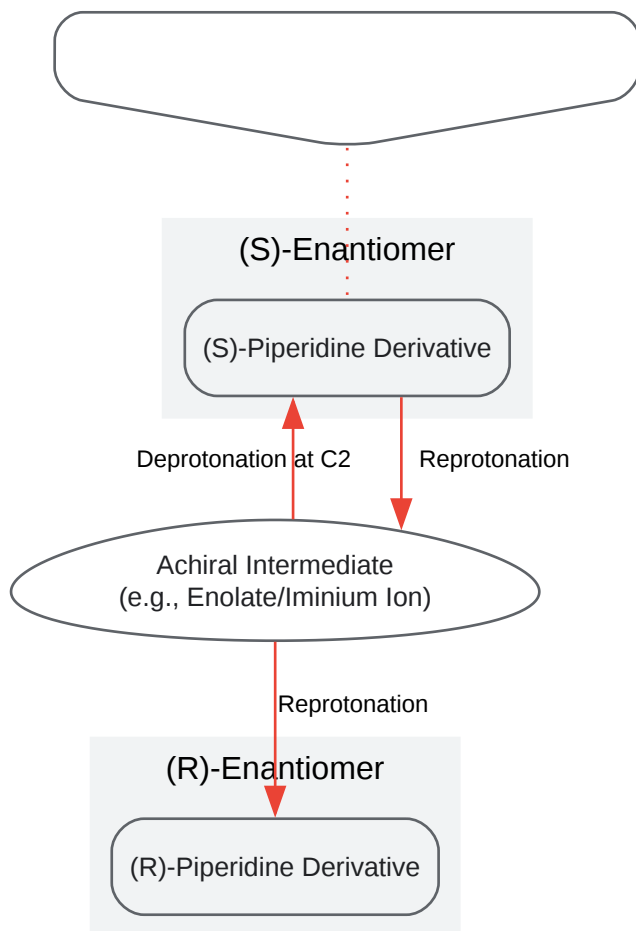 (S)-Enantiomer
(S)-Piperidine Derivative
Deprotonation at C2
Reprotonation
Achiral Intermediate
(e.g., Enolate/Iminium Ion)
Reprotonation
(R)-Enantiomer
(R)-Piperidine Derivative